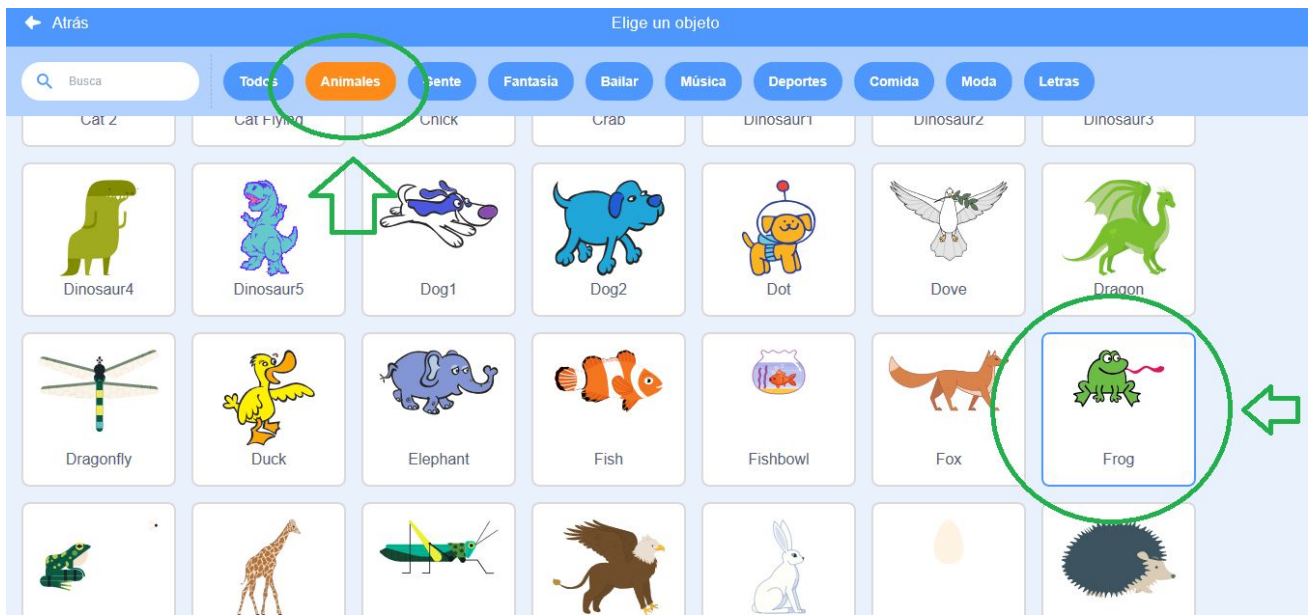 Atrás
Elige un objeto
Busca
Todos Animales Gente Fantasía Bailar Música Deportes Comida Moda Letras
Cat 2 Cat Flying Chick Crab Dinosaur1 Dinosaur2 Dinosaur3
Dinosaur4 Dinosaur5 Dog1 Dog2 Dot Dove Dragon
Dragonfly Duck Elephant Fish Fishbowl Fox Frog